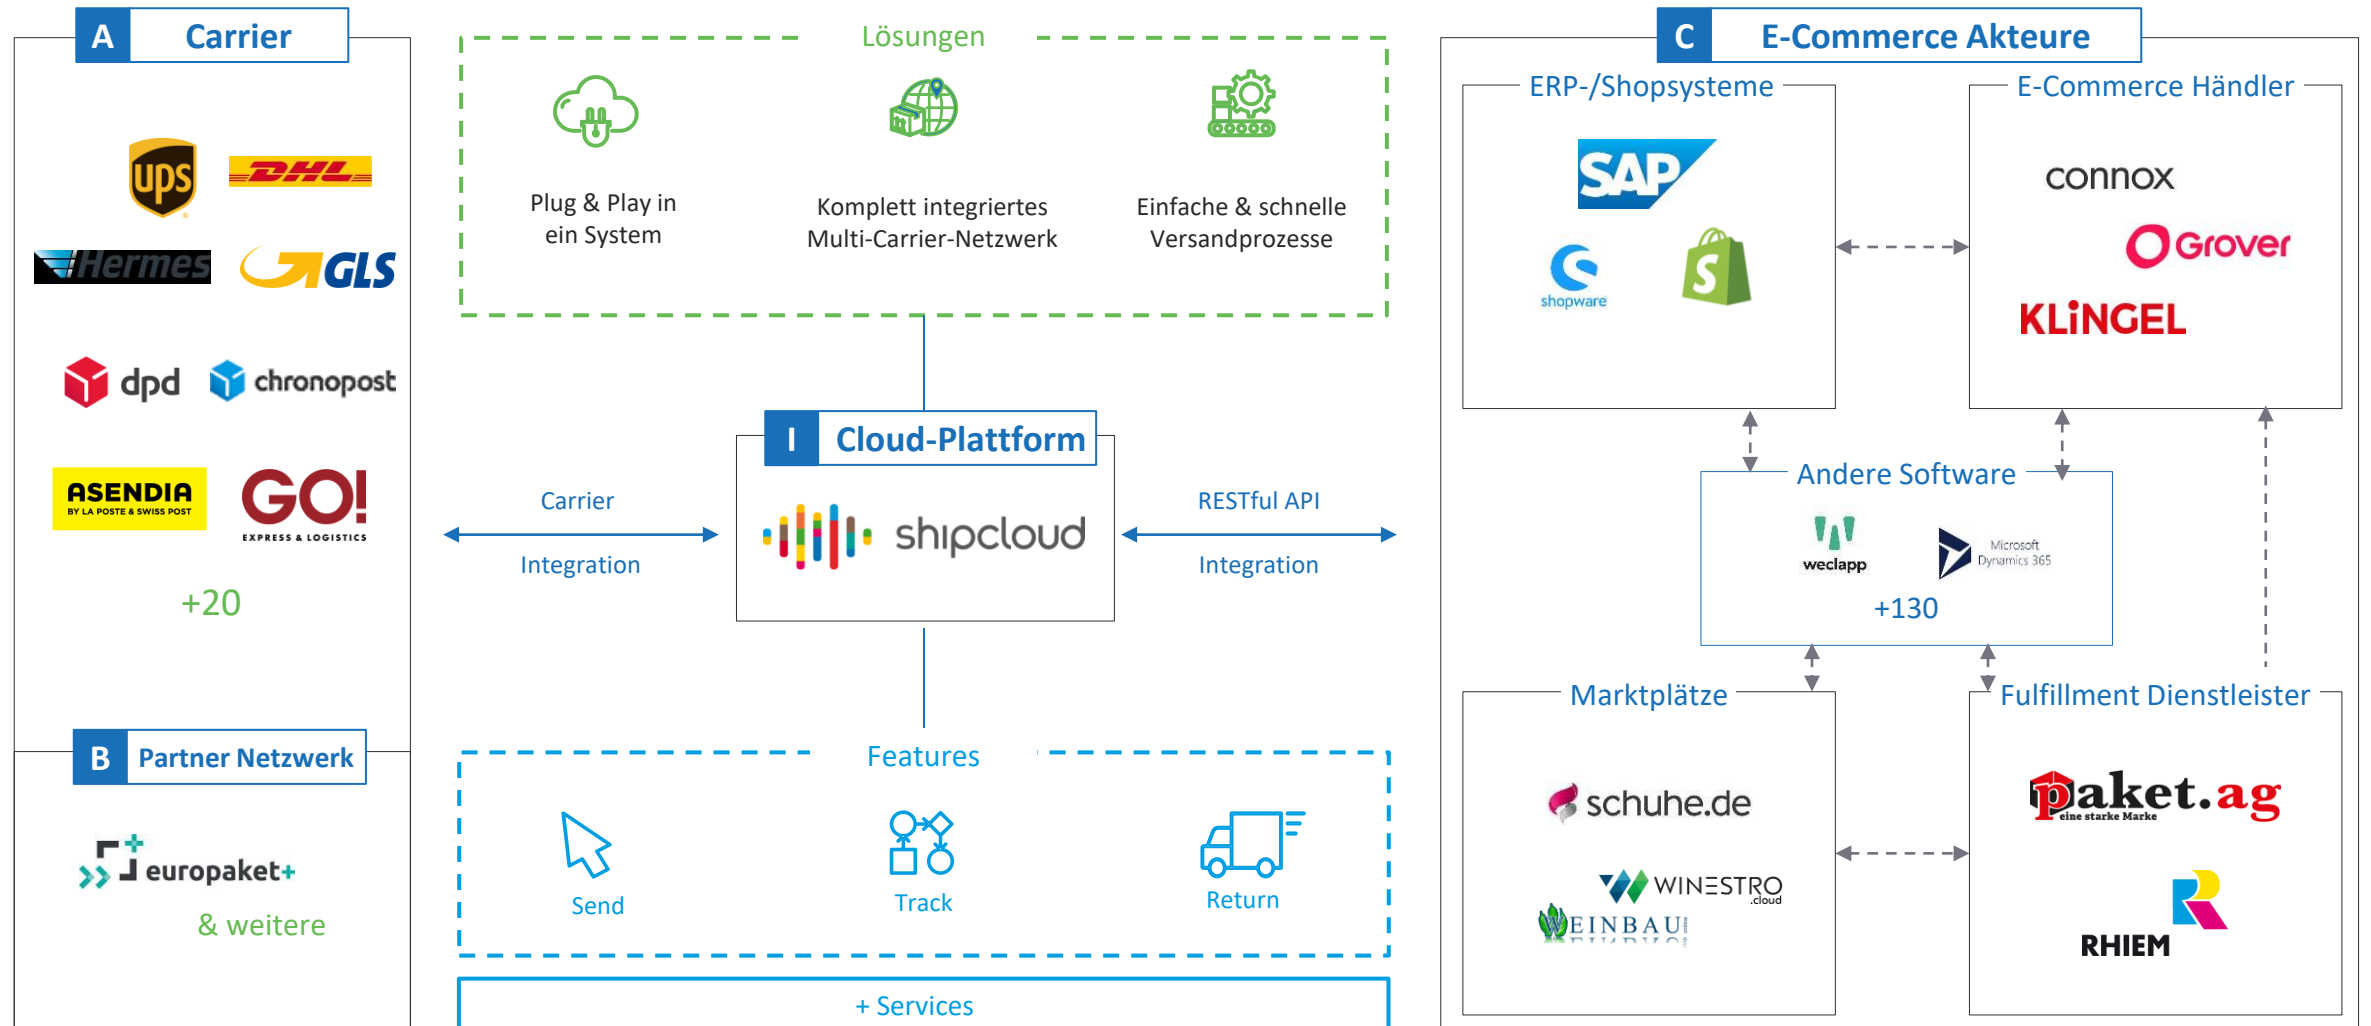 A Carrier
ups
DHL
Hermes
GLS
dpd
chronopost
ASENDIA
BY LA POSTE & SWISS POST
GO!
EXPRESS & LOGISTICS
+20
B Partner Netzwerk
europaket+
& weitere
Lösungen
Plug & Play in
ein System
Komplett integriertes
Multi-Carrier-Netzwerk
Einfache & schnelle
Versandprozesse
I Cloud-Plattform
shipcloud
Carrier
Integration
RESTful API
Integration
Features
Send
Track
Return
+ Services
C E-Commerce Akteure
ERP-/Shopsysteme
SAP
shopware
S
E-Commerce Händler
connox
GROVER
KLiNGEL
Andere Software
weclapp
Microsoft
Dynamics 365
+130
Marktplätze
schuhe.de
WINESTRO
.cloud
WEINBAU
Fulfillment Dienstleister
paket.ag
eine starke Marke
RHIEM